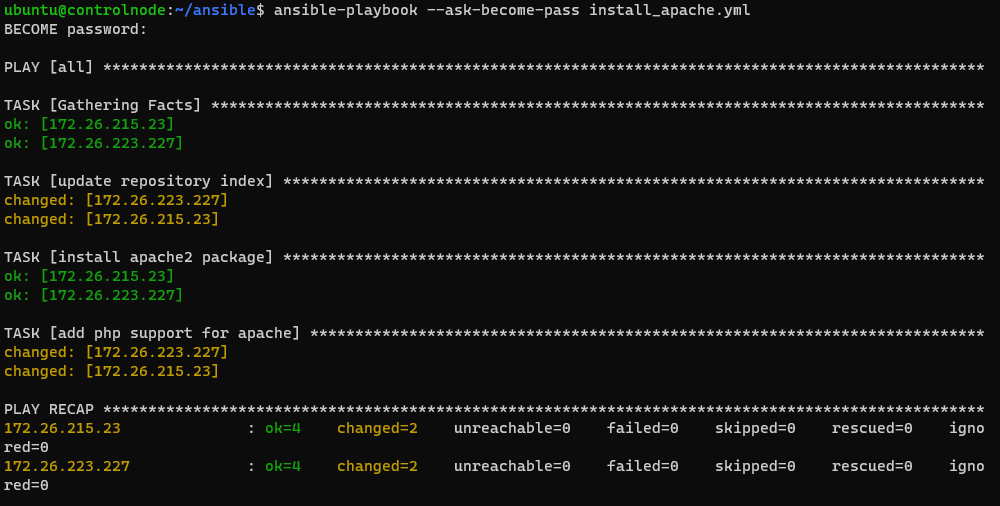 ubuntu@controlnode:~/ansible$ ansible-playbook --ask-become-pass install_apache.yml
BECOME password:
PLAY [all] **************************************************************************************************
TASK [Gathering Facts] **************************************************************************************
ok: [172.26.215.23]
ok: [172.26.223.227]
TASK [update repository index] ******************************************************************************
changed: [172.26.223.227]
changed: [172.26.215.23]
TASK [install apache2 package] ******************************************************************************
ok: [172.26.215.23]
ok: [172.26.223.227]
TASK [add php support for apache] ***************************************************************************
changed: [172.26.223.227]
changed: [172.26.215.23]
PLAY RECAP **************************************************************************************************
172.26.215.23              : ok=4    changed=2    unreachable=0    failed=0    skipped=0    rescued=0    igno
red=0
172.26.223.227             : ok=4    changed=2    unreachable=0    failed=0    skipped=0    rescued=0    igno
red=0